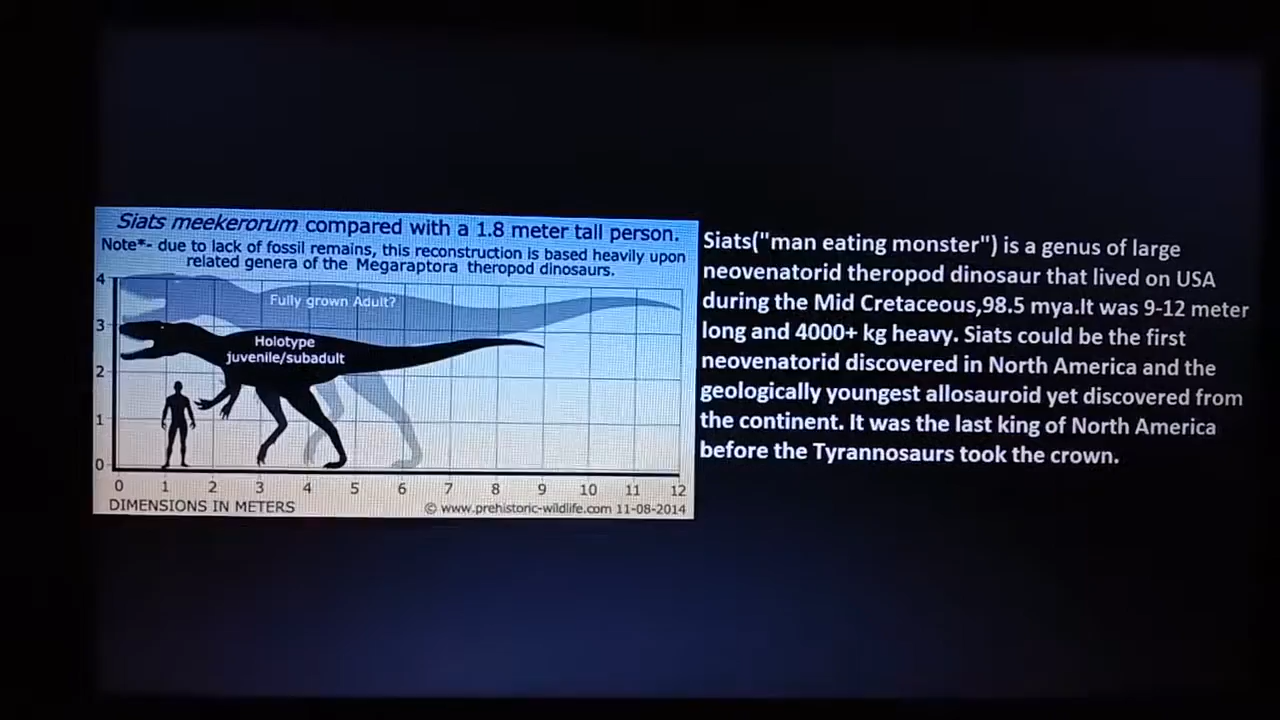 Siats meekerorum compared with a 1.8 meter tall person.
Note*- due to lack of fossil remains, this reconstruction is based heavily upon
related genera of the Megaraptora theropod dinosaurs.
4
Fully grown Adult?
3
Holotype
juvenile/subadult
2
1
0
0 1 2 3 4 5 6 7 8 9 10 11 12
DIMENSIONS IN METERS
© www.prehistoric-wildlife.com 11-08-2014
Siats("man eating monster") is a genus of large
neovenatorid theropod dinosaur that lived on USA
during the Mid Cretaceous,98.5 mya.It was 9-12 meter
long and 4000+ kg heavy. Siats could be the first
neovenatorid discovered in North America and the
geologically youngest allosauroid yet discovered from
the continent. It was the last king of North America
before the Tyrannosaurs took the crown.